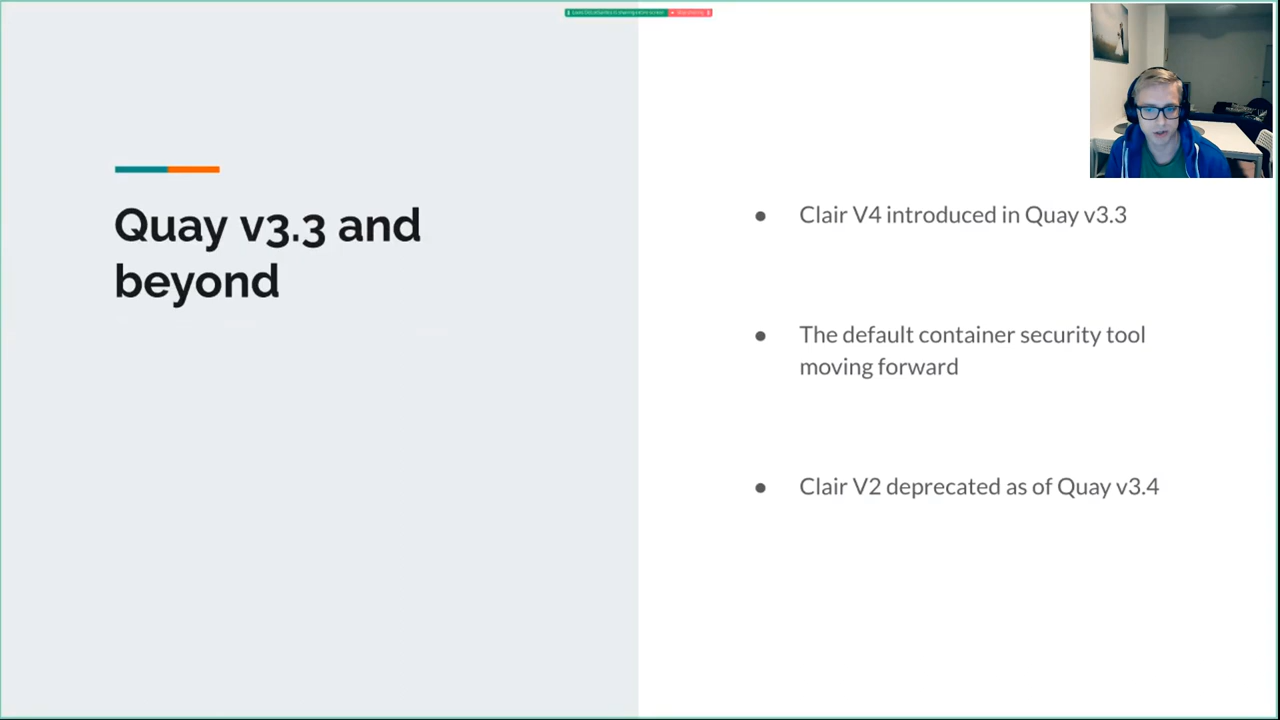 Quay v3.3 and
beyond
● Clair V4 introduced in Quay v3.3
● The default container security tool
moving forward
● Clair V2 deprecated as of Quay v3.4